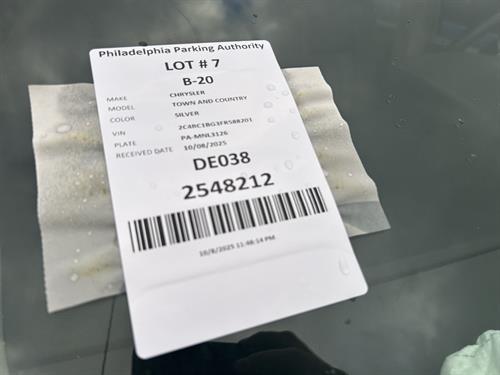 Philadelphia Parking Authority
LOT # 7
B-20
MAKE CHRYSLER
MODEL TOWN AND COUNTRY
COLOR SILVER
VIN 2C4RC1BG3FR588201
PLATE PA-MNL3126
RECEIVED DATE 10/08/2025
DE038
2548212
10/8/2025 11:48:14 PM